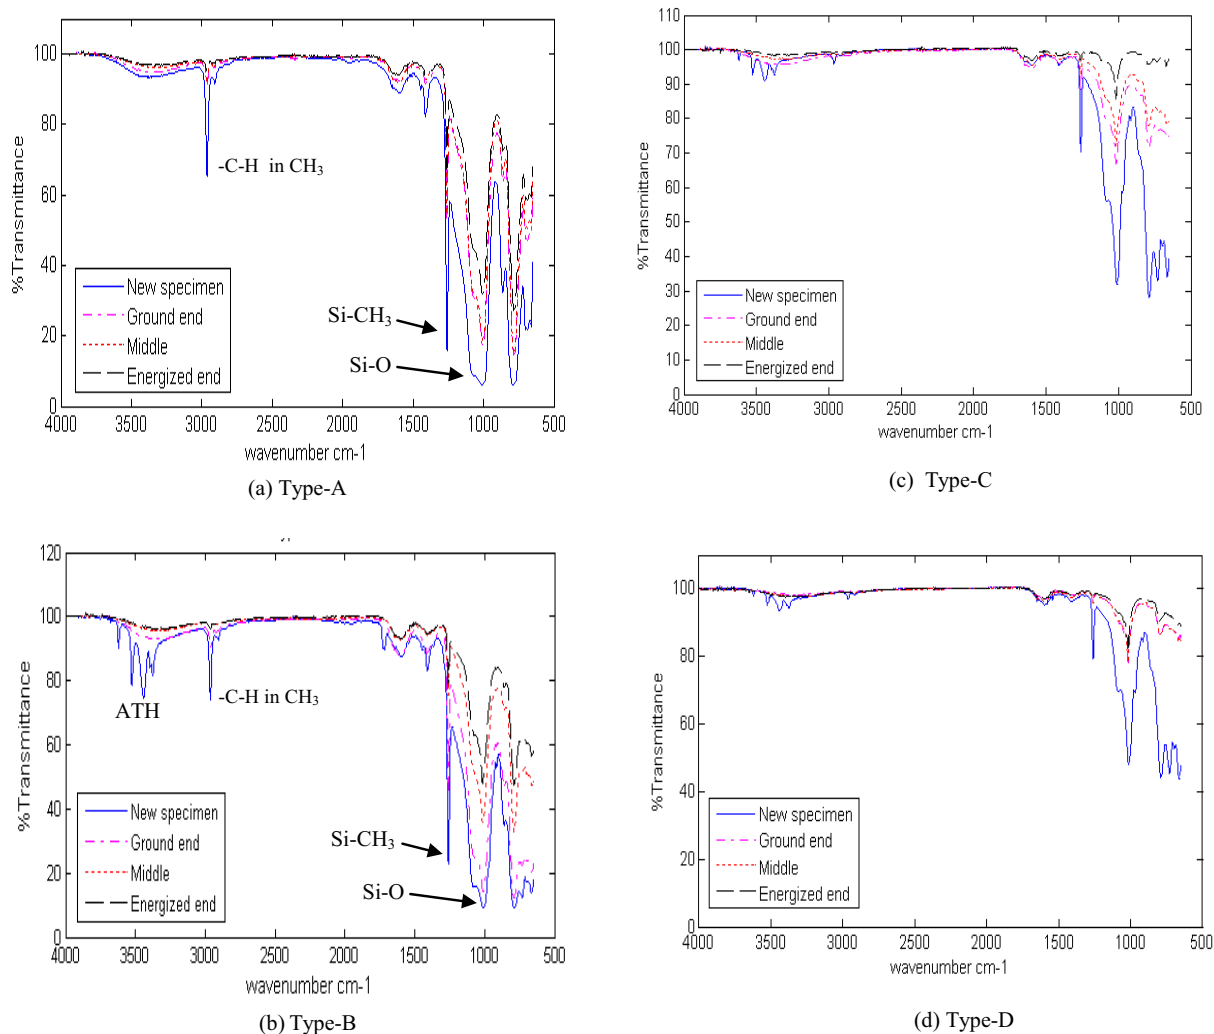 100
80
60
40
20
0
%Transmittance
-C-H in CH3
Si-CH3
Si-O
New specimen
Ground end
Middle
Energized end
4000 3500 3000 2500 2000 1500 1000 500
wavenumber cm-1
(a) Type-A
110
100
90
80
70
60
50
40
30
20
10
0
%Transmittance
New specimen
Ground end
Middle
Energized end
4000 3500 3000 2500 2000 1500 1000 500
wavenumber cm-1
(c) Type-C
120
100
80
60
40
20
0
%Transmittance
ATH
-C-H in CH3
Si-CH3
Si-O
New specimen
Ground end
Middle
Energized end
4000 3500 3000 2500 2000 1500 1000 500
wavenumber cm-1
(b) Type-B
100
80
60
40
20
0
%Transmittance
New specimen
Ground end
Middle
Energized end
4000 3500 3000 2500 2000 1500 1000 500
wavenumber cm-1
(d) Type-D